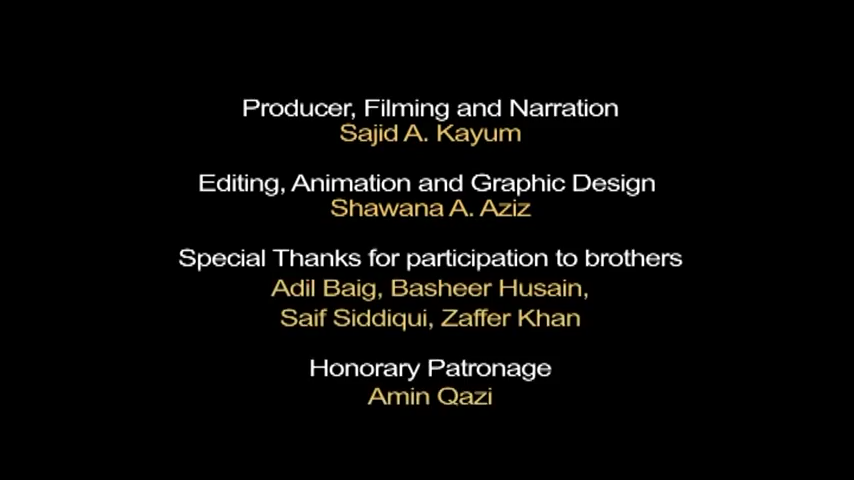 Producer, Filming and Narration
Sajid A. Kayum
Editing, Animation and Graphic Design
Shawana A. Aziz
Special Thanks for participation to brothers
Adil Baig, Basheer Husain,
Saif Siddiqui, Zaffer Khan
Honorary Patronage
Amin Qazi